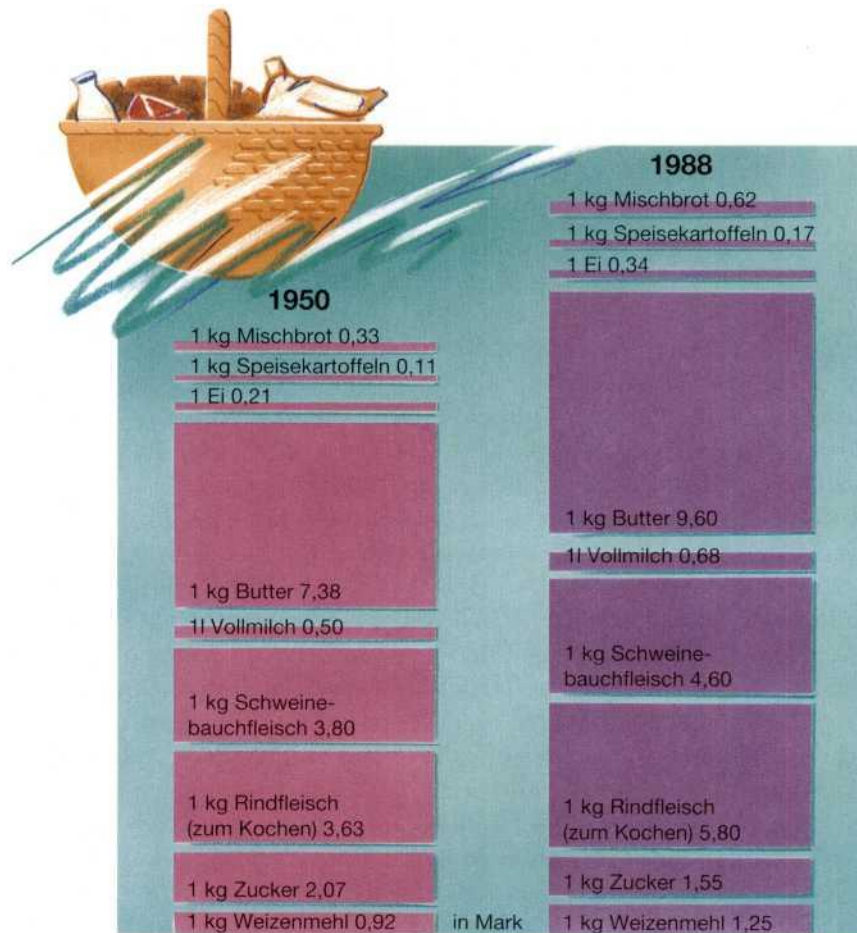 1988
1 kg Mischbrot 0,62
1 kg Speisekartoffeln 0,17
1 Ei 0,34
1 kg Butter 9,60
1l Vollmilch 0,68
1 kg Schweine-
bauchfleisch 4,60
1 kg Rindfleisch
(zum Kochen) 5,80
1 kg Zucker 1,55
1 kg Weizenmehl 1,25
1950
1 kg Mischbrot 0,33
1 kg Speisekartoffeln 0,11
1 Ei 0,21
1 kg Butter 7,38
1l Vollmilch 0,50
1 kg Schweine-
bauchfleisch 3,80
1 kg Rindfleisch
(zum Kochen) 3,63
1 kg Zucker 2,07
1 kg Weizenmehl 0,92
in Mark